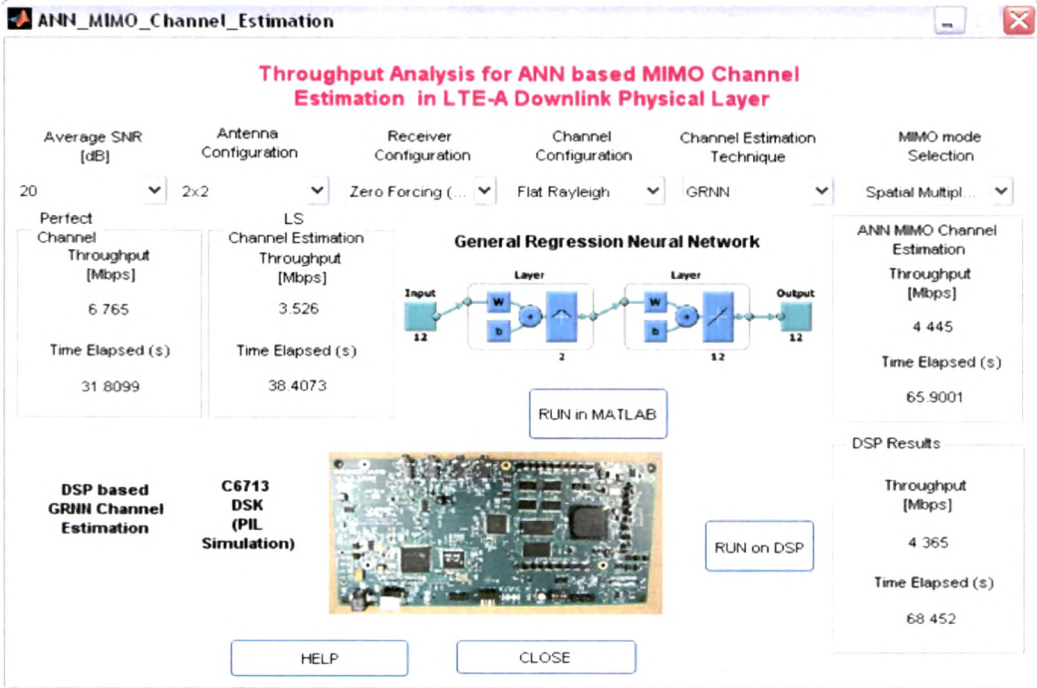 ANN_MIMO_Channel_Estimation
Throughput Analysis for ANN based MIMO Channel
Estimation in LTE-A Downlink Physical Layer
Average SNR
[dB]
20
Antenna
Configuration
2x2
Receiver
Configuration
Zero Forcing (...
Channel
Configuration
Flat Rayleigh
Channel Estimation
Technique
GRNN
MIMO mode
Selection
Spatial Multipl...
Perfect
Channel
Throughput
[Mbps]
6.765
Time Elapsed (s)
31.8099
LS
Channel Estimation
Throughput
[Mbps]
3.526
Time Elapsed (s)
38.4073
General Regression Neural Network
Input
12
Layer
W
b
+
2
Layer
W
b
+
12
Output
12
RUN in MATLAB
ANN MIMO Channel
Estimation
Throughput
[Mbps]
4.445
Time Elapsed (s)
65.9001
DSP based
GRNN Channel
Estimation
C6713
DSK
(PIL
Simulation)
RUN on DSP
DSP Results
Throughput
[Mbps]
4.365
Time Elapsed (s)
68.452
HELP
CLOSE